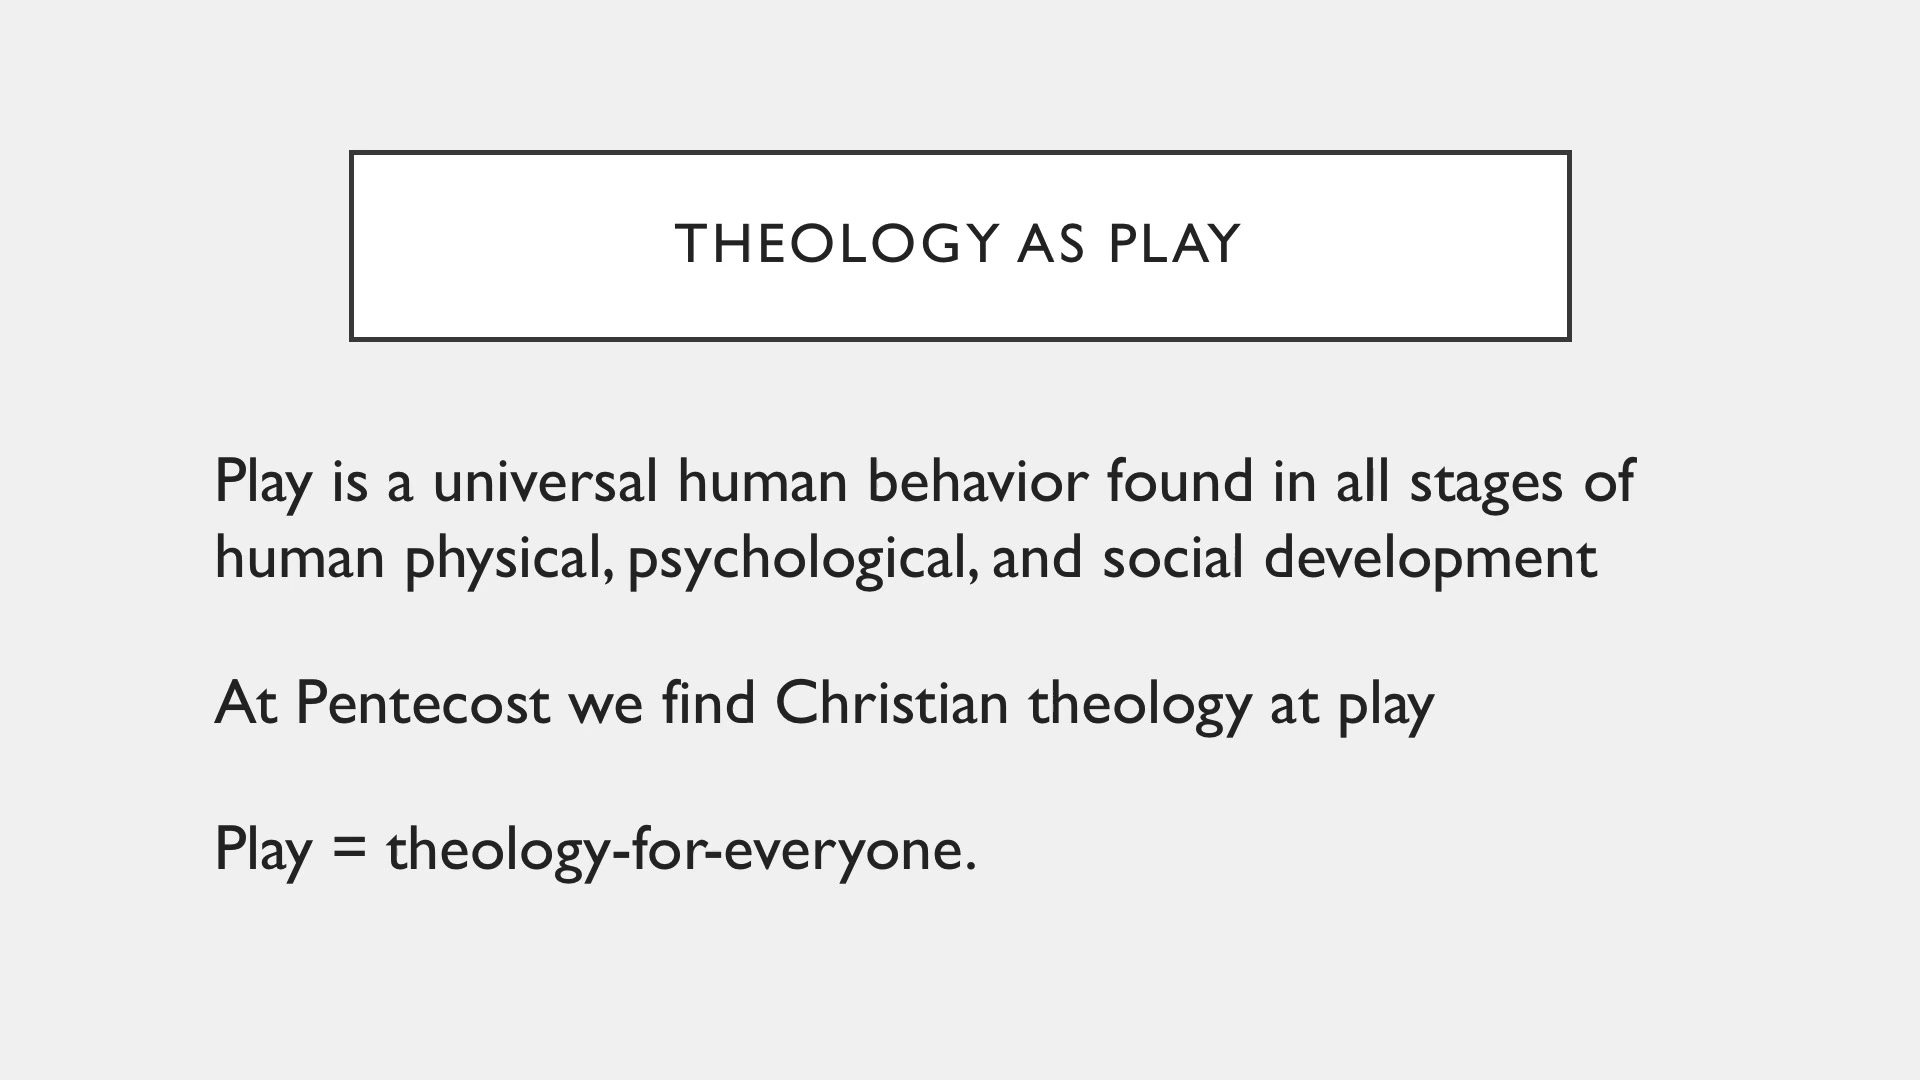 THEOLOGY AS PLAY
Play is a universal human behavior found in all stages of
human physical, psychological, and social development
At Pentecost we find Christian theology at play
Play = theology-for-everyone.